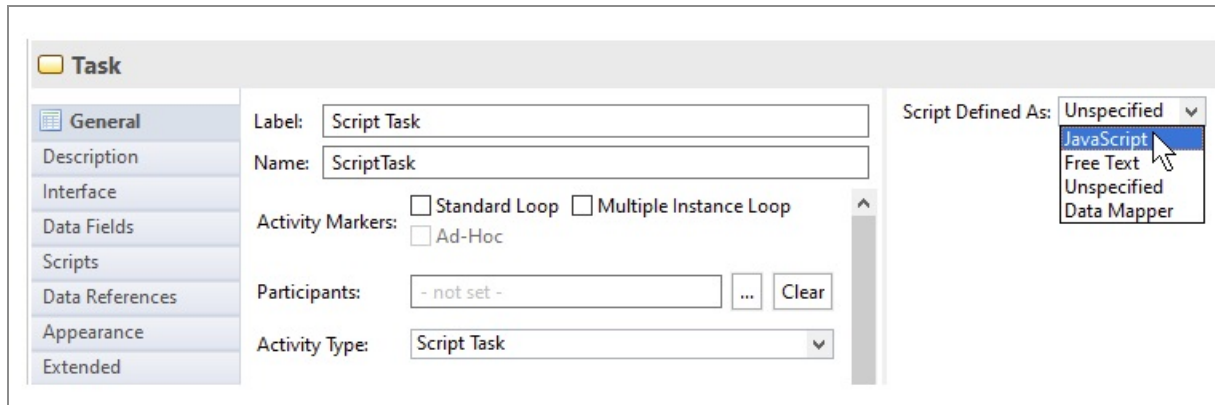 Task
General
Description
Interface
Data Fields
Scripts
Data References
Appearance
Extended
Label: Script Task
Name: ScriptTask
Activity Markers: Standard Loop Multiple Instance Loop
Ad-Hoc
Participants: - not set - ... Clear
Activity Type: Script Task
Script Defined As: Unspecified
JavaScript
Free Text
Unspecified
Data Mapper